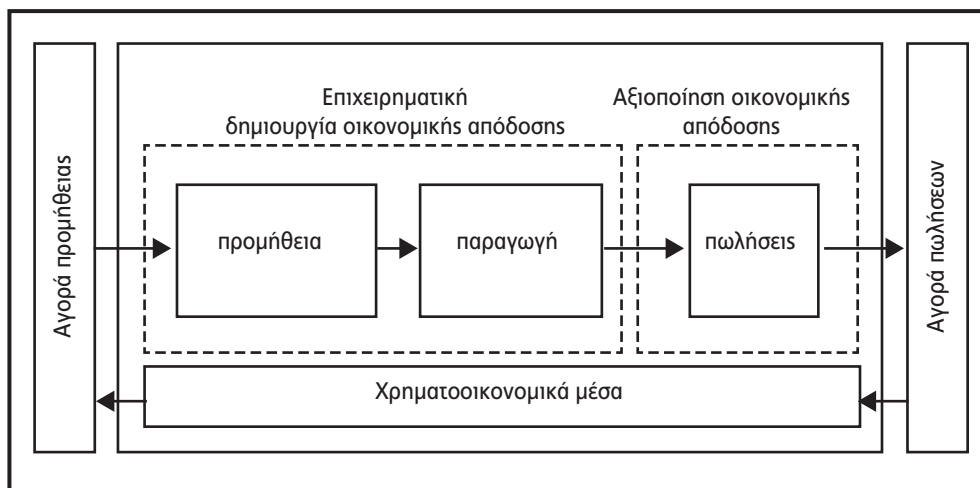 Αγορά προμήθειας
Επιχειρηματική
δημιουργία οικονομικής απόδοσης
Αξιοποίηση οικονομικής
απόδοσης
προμήθεια
παραγωγή
πωλήσεις
Αγορά πωλήσεων
Χρηματοοικονομικά μέσα